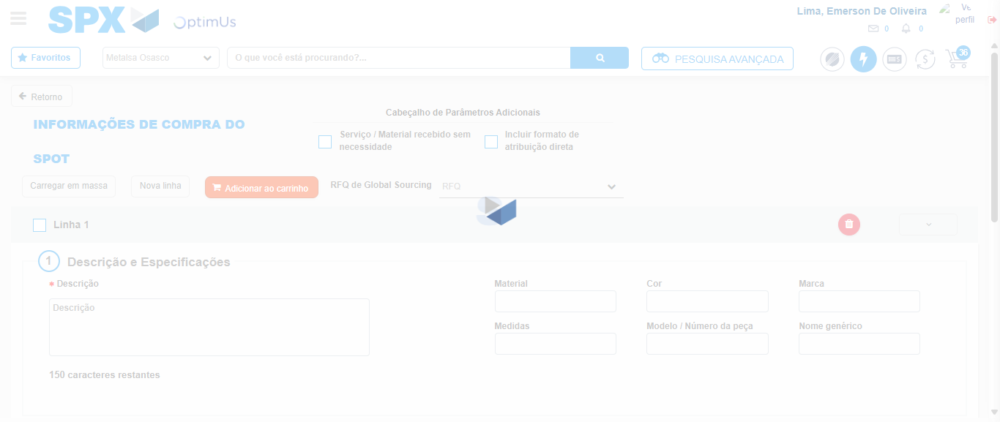 SPX OptimUs
Lima, Emerson De Oliveira
Ve
perfil
0 0
Favoritos
Metalsa Osasco
O que você está procurando?...
PESQUISA AVANÇADA
$
36
Retorno
INFORMAÇÕES DE COMPRA DO
SPOT
Cabeçalho de Parâmetros Adicionais
Serviço / Material recebido sem
necessidade
Incluir formato de
atribuição direta
Carregar em massa
Nova linha
Adicionar ao carrinho
RFQ de Global Sourcing
RFQ
Linha 1
1 Descrição e Especificações
* Descrição
Descrição
150 caracteres restantes
Material
Cor
Marca
Medidas
Modelo / Número da peça
Nome genérico